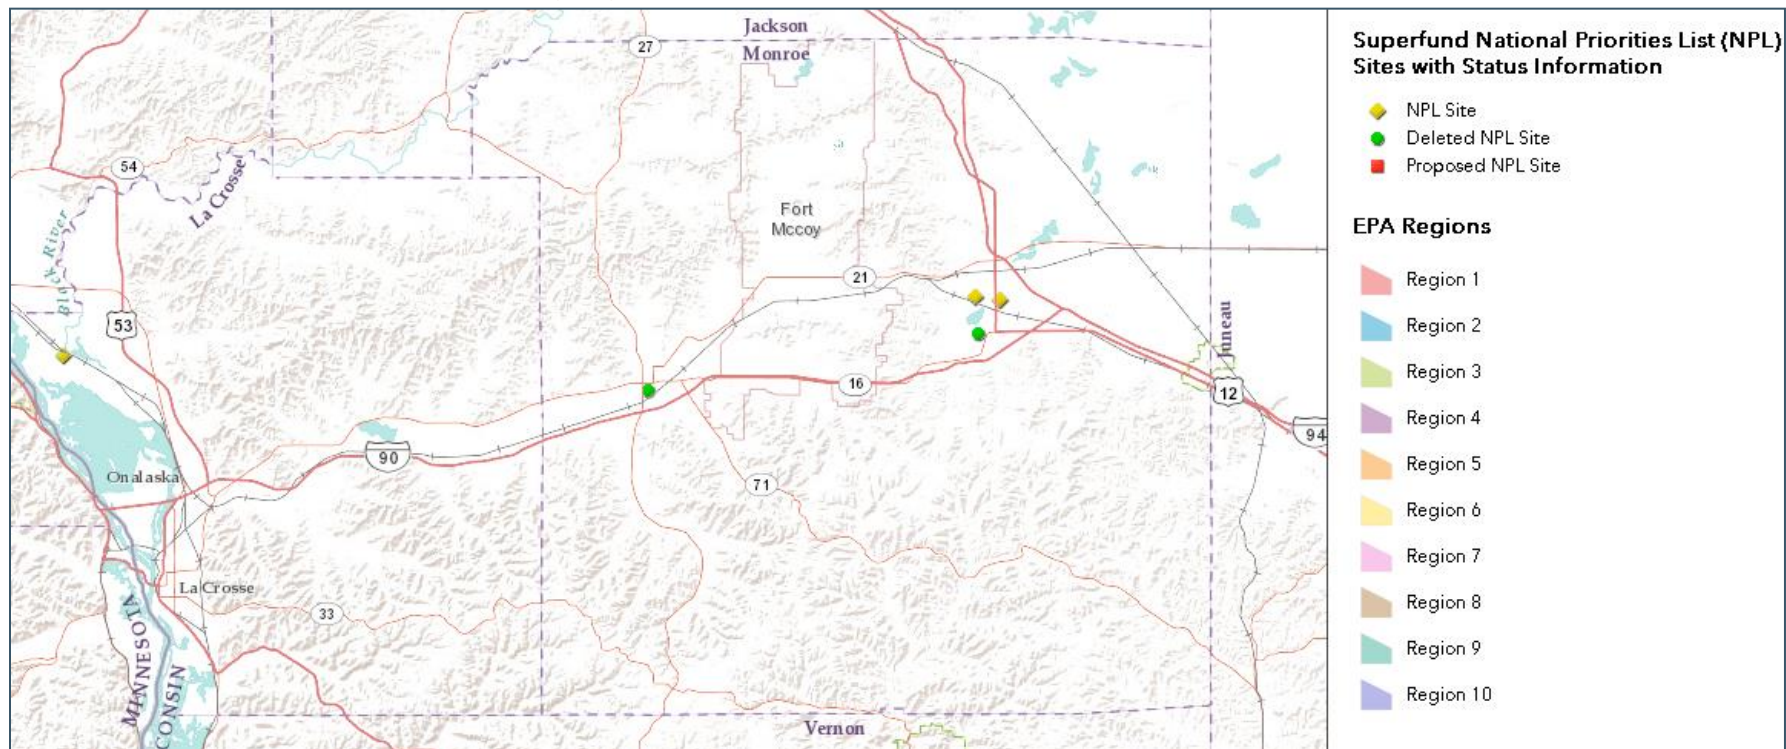 Jackson
Monroe
27
54
La Crosse
Black River
Fort
Mccoy
21
53
Juneau
16
12
94
90
Onalaska
71
La Crosse
33
MINNESOTA
CONSIN
Vernon
Superfund National Priorities List (NPL)
Sites with Status Information
NPL Site
Deleted NPL Site
Proposed NPL Site
EPA Regions
Region 1
Region 2
Region 3
Region 4
Region 5
Region 6
Region 7
Region 8
Region 9
Region 10